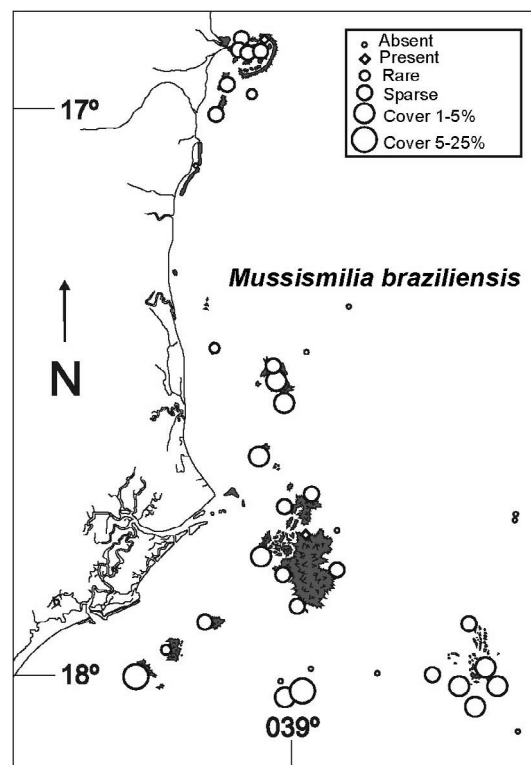 Absent
Present
Rare
Sparse
Cover 1-5%
Cover 5-25%
17º
Mussismilia braziliensis
N
18º
039º